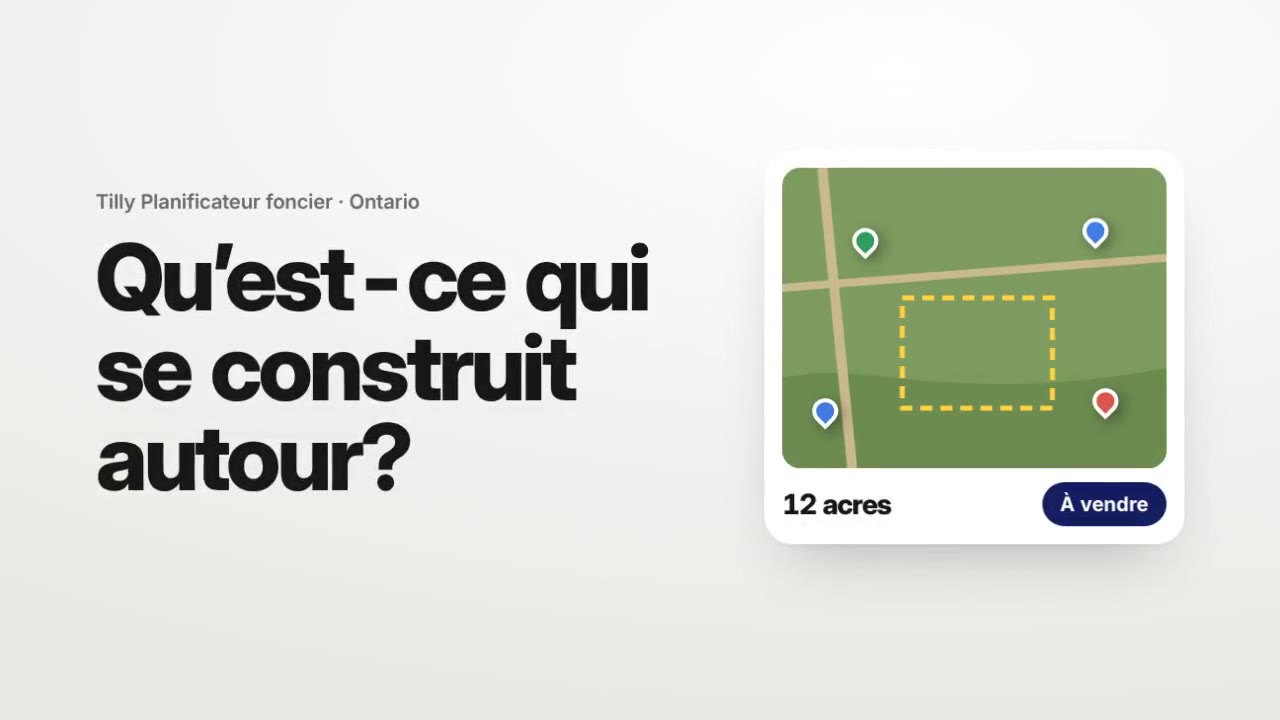 Tilly Planificateur foncier · Ontario
Qu’est-ce qui
se construit
autour?
12 acres
À vendre